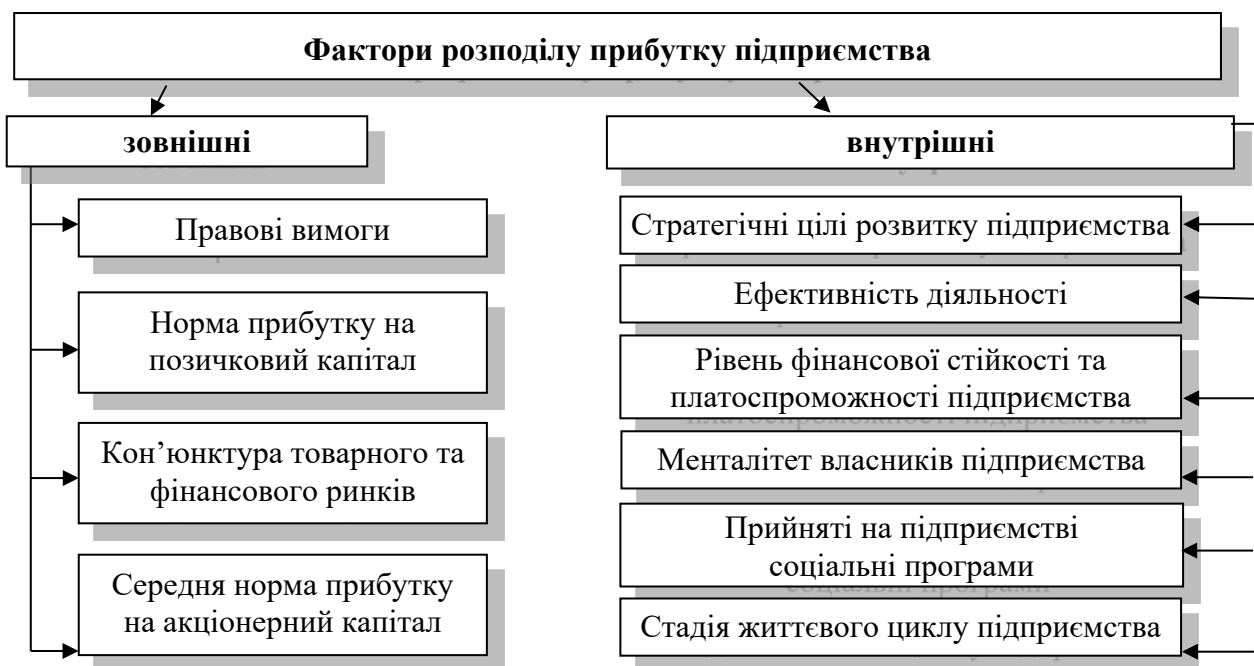 Фактори розподілу прибутку підприємства
зовнішні
Правові вимоги
Норма прибутку на
позичковий капітал
Кон’юнктура товарного та
фінансового ринків
Середня норма прибутку
на акціонерний капітал
внутрішні
Стратегічні цілі розвитку підприємства
Ефективність діяльності
Рівень фінансової стійкості та
платоспроможності підприємства
Менталітет власників підприємства
Прийняті на підприємстві
соціальні програми
Стадія життєвого циклу підприємства